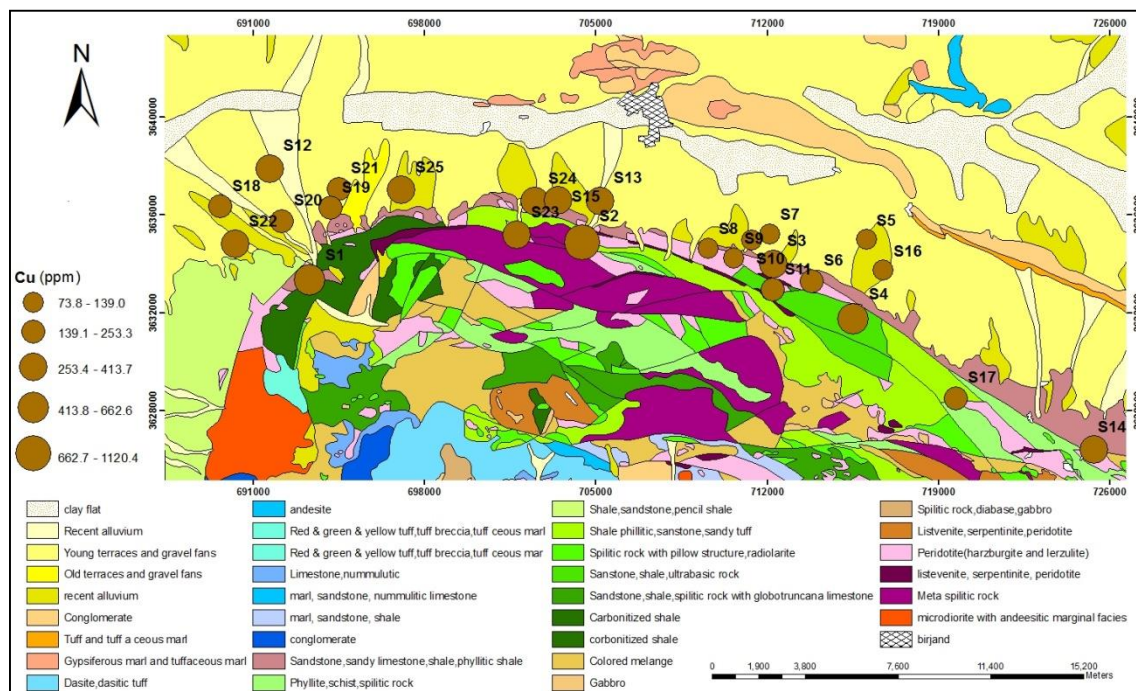 691000 698000 705000 712000 719000 726000
N
3640000
3636000
3632000
3628000
S12
S18
S21
S19
S20
S22
S25
S1
S24
S15
S13
S23
S2
S8
S9
S7
S3
S10
S11
S6
S5
S16
S4
S17
S14
Cu (ppm)
73.8 - 139.0
139.1 - 253.3
253.4 - 413.7
413.8 - 662.6
662.7 - 1120.4
691000 698000 705000 712000 719000 726000
clay flat
Recent alluvium
Young terraces and gravel fans
Old terraces and gravel fans
recent alluvium
Conglomerate
Tuff and tuff a ceous marl
Gypsiferous marl and tuffaceous marl
Dasite,dasitic tuff
andesite
Red & green & yellow tuff,tuff breccia,tuff ceous marl
Red & green & yellow tuff,tuff breccia,tuff ceous mar
Limestone,nummulutic
marl, sandstone, nummulitic limestone
marl, sandstone, shale
conglomerate
Sandstone,sandy limestone,shale,phyllitic shale
Phyllite,schist,spilitic rock
Shale,sandstone,pencil shale
Shale phillitic,sanstone,sandy tuff
Spilitic rock with pillow structure,radiolarite
Sanstone,shale,ultrabasic rock
Sandstone,shale,spilitic rock with globotruncana limestone
Carbonitized shale
corbonitized shale
Colored melange
Gabbro
Spilitic rock,diabase,gabbro
Listvenite,serpentinite,peridotite
Peridotite(harzburgite and lerzulite)
listevenite, serpentinite, peridotite
Meta spilitic rock
microdiorite with andeesitic marginal facies
birjand
0 1,900 3,800 7,600 11,400 15,200
Meters